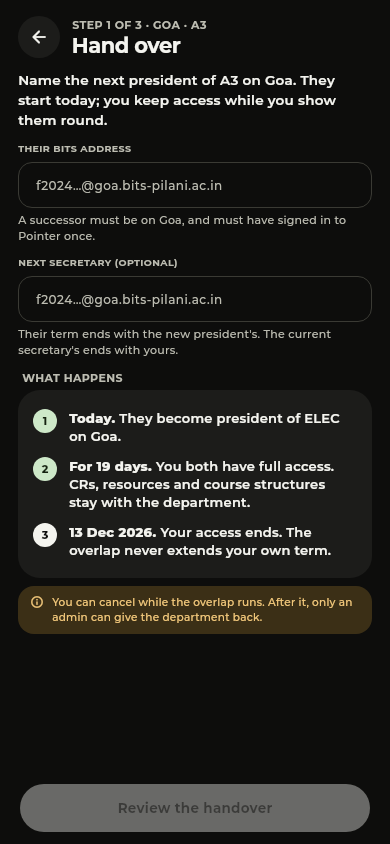 STEP 1 OF 3 · GOA · A3
Hand over
Name the next president of A3 on Goa. They
start today; you keep access while you show
them round.
THEIR BITS ADDRESS
f2024…@goa.bits-pilani.ac.in
A successor must be on Goa, and must have signed in to
Pointer once.
NEXT SECRETARY (OPTIONAL)
f2024…@goa.bits-pilani.ac.in
Their term ends with the new president's. The current
secretary's ends with yours.
WHAT HAPPENS
1 Today. They become president of ELEC
on Goa.
2 For 19 days. You both have full access.
CRs, resources and course structures
stay with the department.
3 13 Dec 2026. Your access ends. The
overlap never extends your own term.
You can cancel while the overlap runs. After it, only an
admin can give the department back.
Review the handover